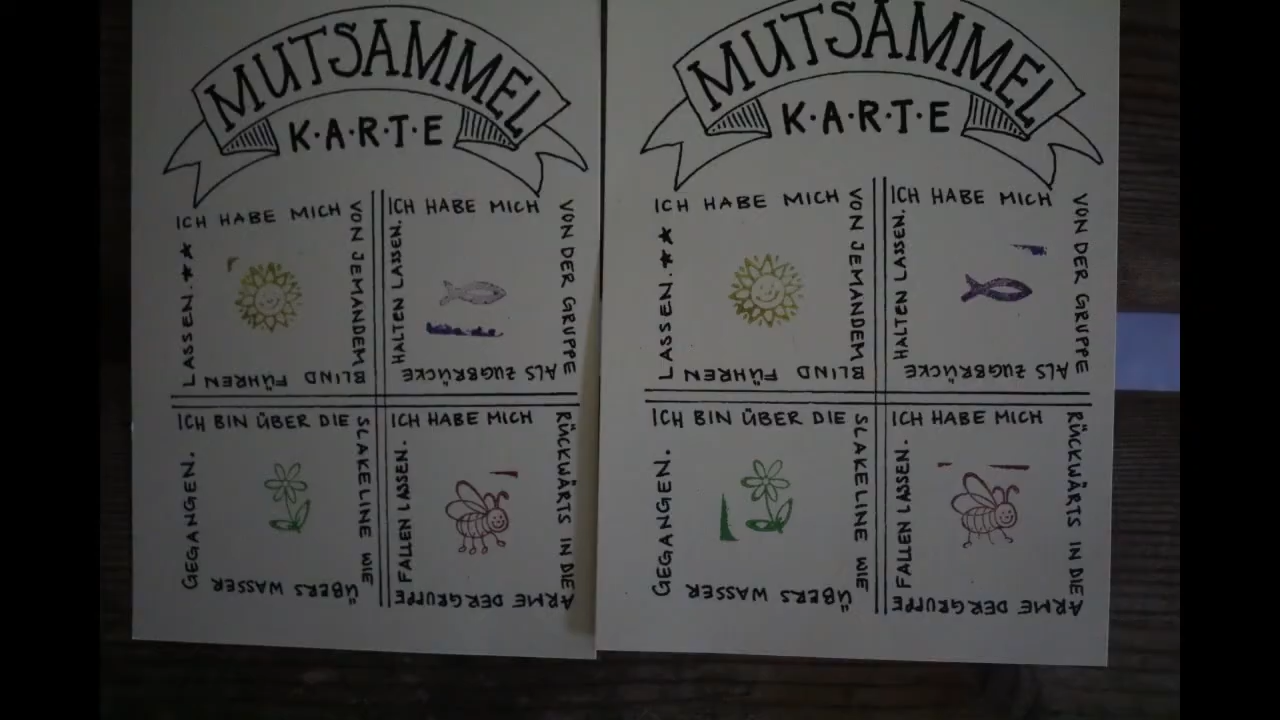 MUTSAMMEL
K·A·R·T·E
ICH HABE MICH
VON JEMANDEM
BLIND FÜHREN
LASSEN.
ICH HABE MICH
VON DER GRUPPE
ALS ZUGBRÜCKE
HALTEN LASSEN.
ICH BIN ÜBER DIE
SLAKELINE WIE
ÜBERS WASSER
GEGANGEN.
ICH HABE MICH
RÜCKWÄRTS IN DIE
ARME DER GRUPPE
FALLEN LASSEN.
MUTSAMMEL
K·A·R·T·E
ICH HABE MICH
VON JEMANDEM
BLIND FÜHREN
LASSEN.
ICH HABE MICH
VON DER GRUPPE
ALS ZUGBRÜCKE
HALTEN LASSEN.
ICH BIN ÜBER DIE
SLAKELINE WIE
ÜBERS WASSER
GEGANGEN.
ICH HABE MICH
RÜCKWÄRTS IN DIE
ARME DER GRUPPE
FALLEN LASSEN.